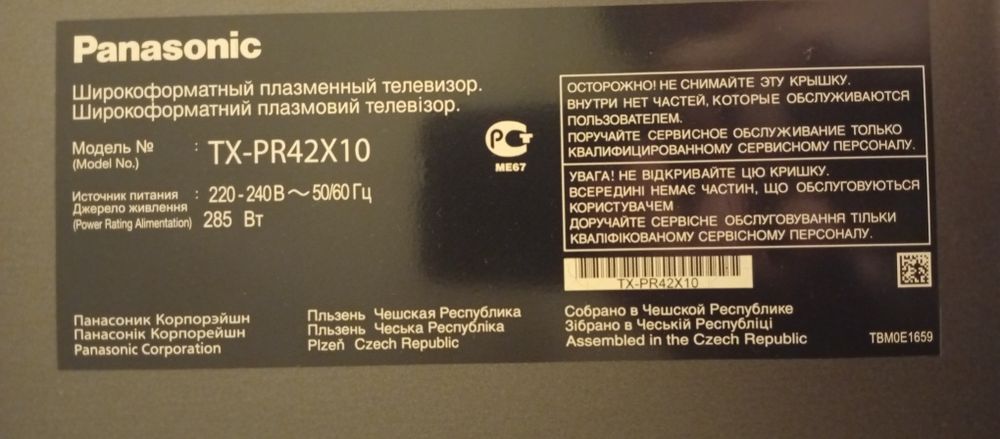 Panasonic
Широкоформатный плазменный телевизор.
Широкоформатний плазмовий телевізор.
Модель № : TX-PR42X10
(Model No.)
Источник питания : 220-240В ~ 50/60 Гц
Джерело живлення
(Power Rating Alimentation) 285 Вт
РСТ
ME67
ОСТОРОЖНО! НЕ СНИМАЙТЕ ЭТУ КРЫШКУ.
ВНУТРИ НЕТ ЧАСТЕЙ, КОТОРЫЕ ОБСЛУЖИВАЮТСЯ
ПОЛЬЗОВАТЕЛЕМ.
ПОРУЧАЙТЕ СЕРВИСНОЕ ОБСЛУЖИВАНИЕ ТОЛЬКО
КВАЛИФИЦИРОВАННОМУ СЕРВИСНОМУ ПЕРСОНАЛУ.
УВАГА! НЕ ВІДКРИВАЙТЕ ЦЮ КРИШКУ.
ВСЕРЕДИНІ НЕМАЄ ЧАСТИН, ЩО ОБСЛУГОВУЮТЬСЯ
КОРИСТУВАЧЕМ
ДОРУЧАЙТЕ СЕРВІСНЕ ОБСЛУГОВУВАННЯ ТІЛЬКИ
КВАЛІФІКОВАНОМУ СЕРВІСНОМУ ПЕРСОНАЛУ.
TX-PR42X10
Панасоник Корпорэйшн
Панасонік Корпорейшн
Panasonic Corporation
Пльзень Чешская Республика
Пльзень Чеська Республіка
Plzeň Czech Republic
Собрано в Чешской Республике
Зібрано в Чеській Республіці
Assembled in the Czech Republic
TBM0E1659